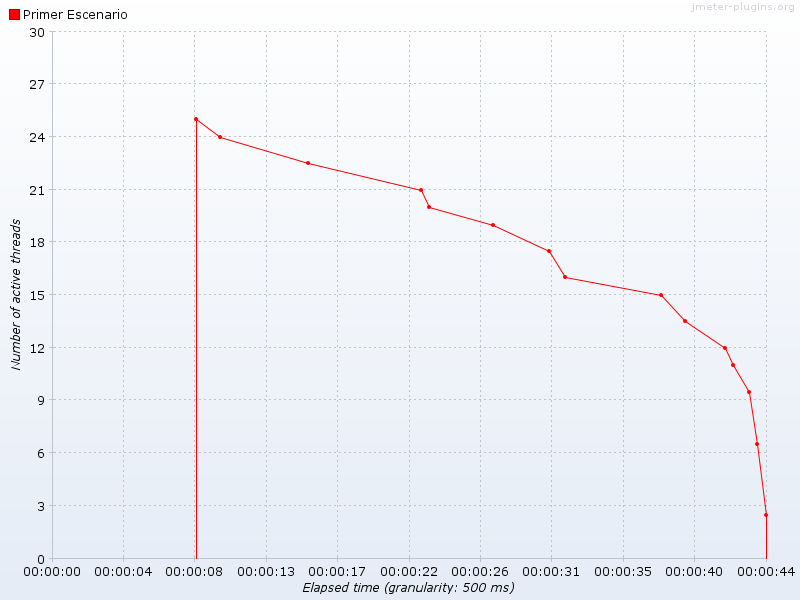 jmeter-plugins.org
Primer Escenario
30
27
24
21
18
15
12
9
6
3
0
Number of active threads
00:00:00 00:00:04 00:00:08 00:00:13 00:00:17 00:00:22 00:00:26 00:00:31 00:00:35 00:00:40 00:00:44
Elapsed time (granularity: 500 ms)